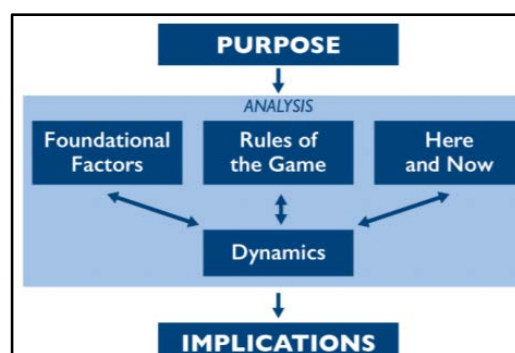 PURPOSE
ANALYSIS
Foundational
Factors
Rules of
the Game
Here
and Now
Dynamics
IMPLICATIONS